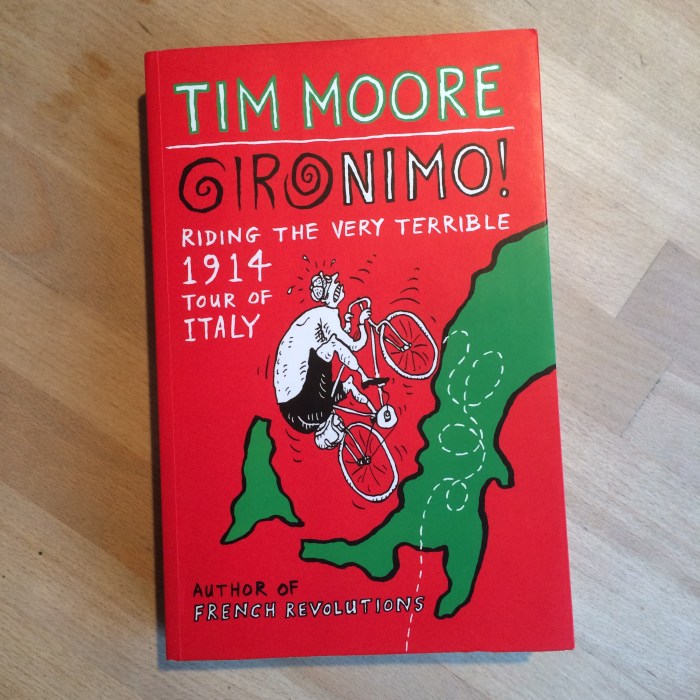 TIM MOORE
GIRONIMO!
RIDING THE VERY TERRIBLE
1914
TOUR OF
ITALY
AUTHOR OF
FRENCH REVOLUTIONS